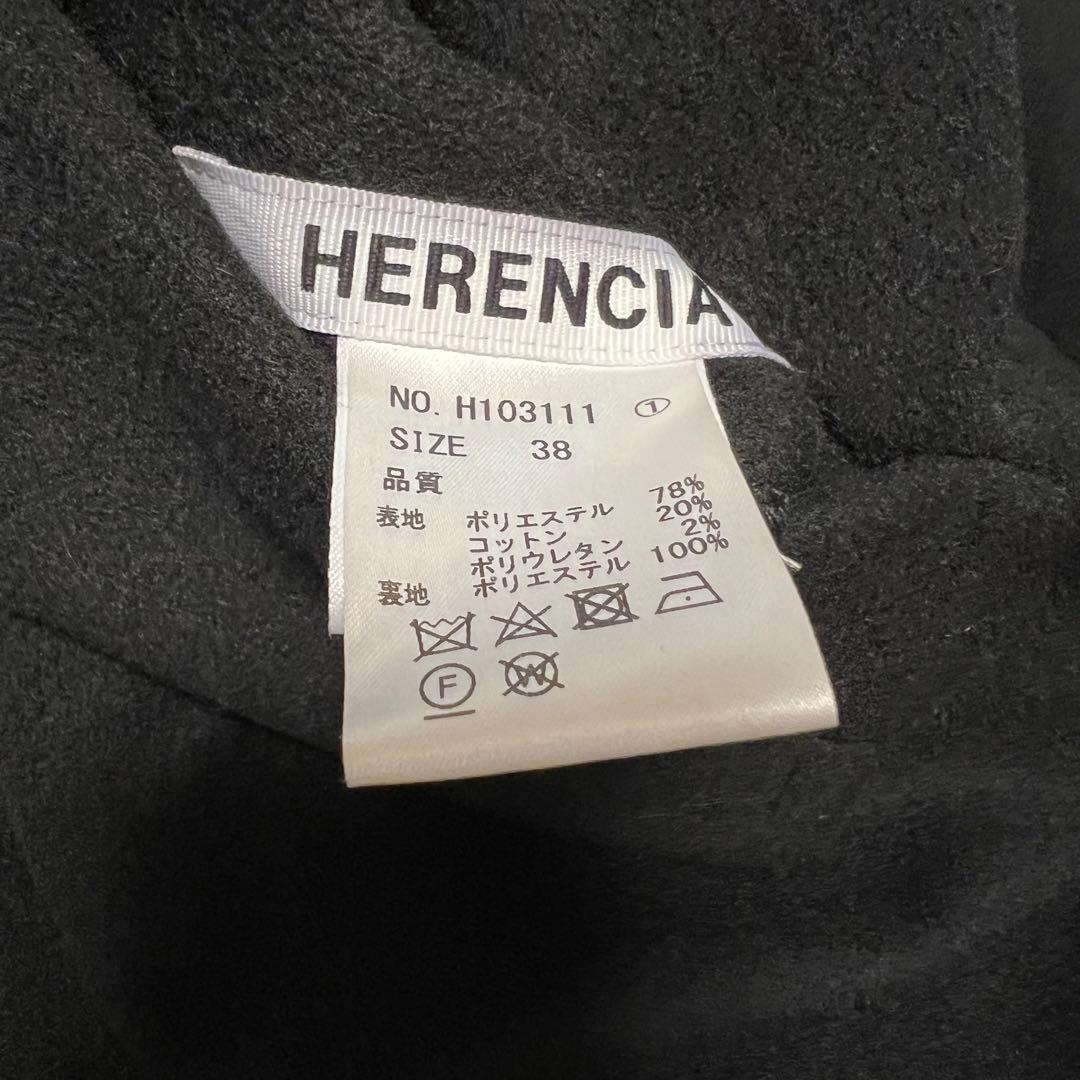 HERENCIA
NO. H103111 ①
SIZE 38
品質
表地 ポリエステル 78%
コットン 20%
ポリウレタン 2%
裏地 ポリエステル 100%
F W